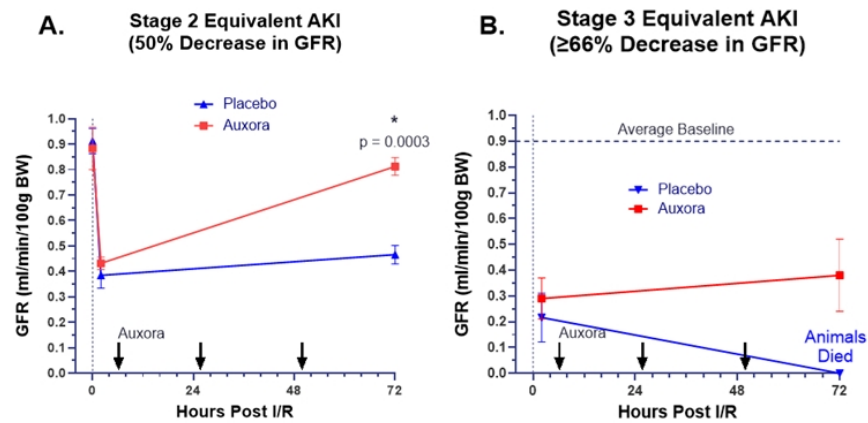 A.
Stage 2 Equivalent AKI
(50% Decrease in GFR)
Placebo
Auxora
*
p = 0.0003
GFR (ml/min/100g BW)
1.0
0.9
0.8
0.7
0.6
0.5
0.4
0.3
0.2
0.1
0.0
Auxora
0
24
48
72
Hours Post I/R
B.
Stage 3 Equivalent AKI
(≥66% Decrease in GFR)
Average Baseline
Placebo
Auxora
GFR (ml/min/100g BW)
1.0
0.9
0.8
0.7
0.6
0.5
0.4
0.3
0.2
0.1
0.0
Auxora
Animals
Died
0
24
48
72
Hours Post I/R